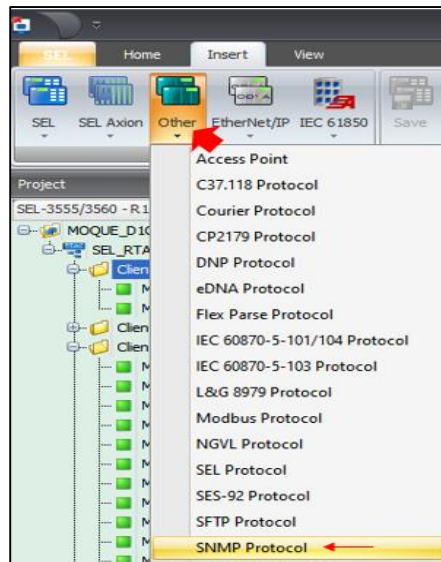 SEL Home Insert View
SEL SEL Axion Other EtherNet/IP IEC 61850 Save
Access Point
Project
C37.118 Protocol
SEL-3555/3560 - R1
Courier Protocol
MOQUE_D10
CP2179 Protocol
SEL_RTA
DNP Protocol
Clien
eDNA Protocol
M
Flex Parse Protocol
M
Clien
IEC 60870-5-101/104 Protocol
Clien
IEC 60870-5-103 Protocol
M
L&G 8979 Protocol
M
Modbus Protocol
M
NGVL Protocol
M
SEL Protocol
M
SES-92 Protocol
M
SFTP Protocol
M
SNMP Protocol
M
M
M